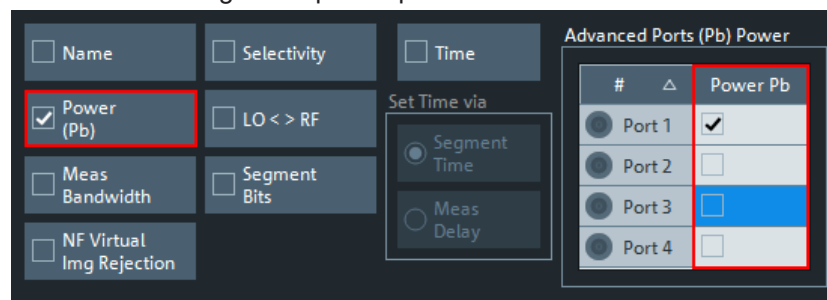 Name
Selectivity
Time
Power
(Pb)
LO < > RF
Meas
Bandwidth
Segment
Bits
NF Virtual
Img Rejection
Set Time via
Segment
Time
Meas
Delay
Advanced Ports (Pb) Power
# Power Pb
Port 1
Port 2
Port 3
Port 4